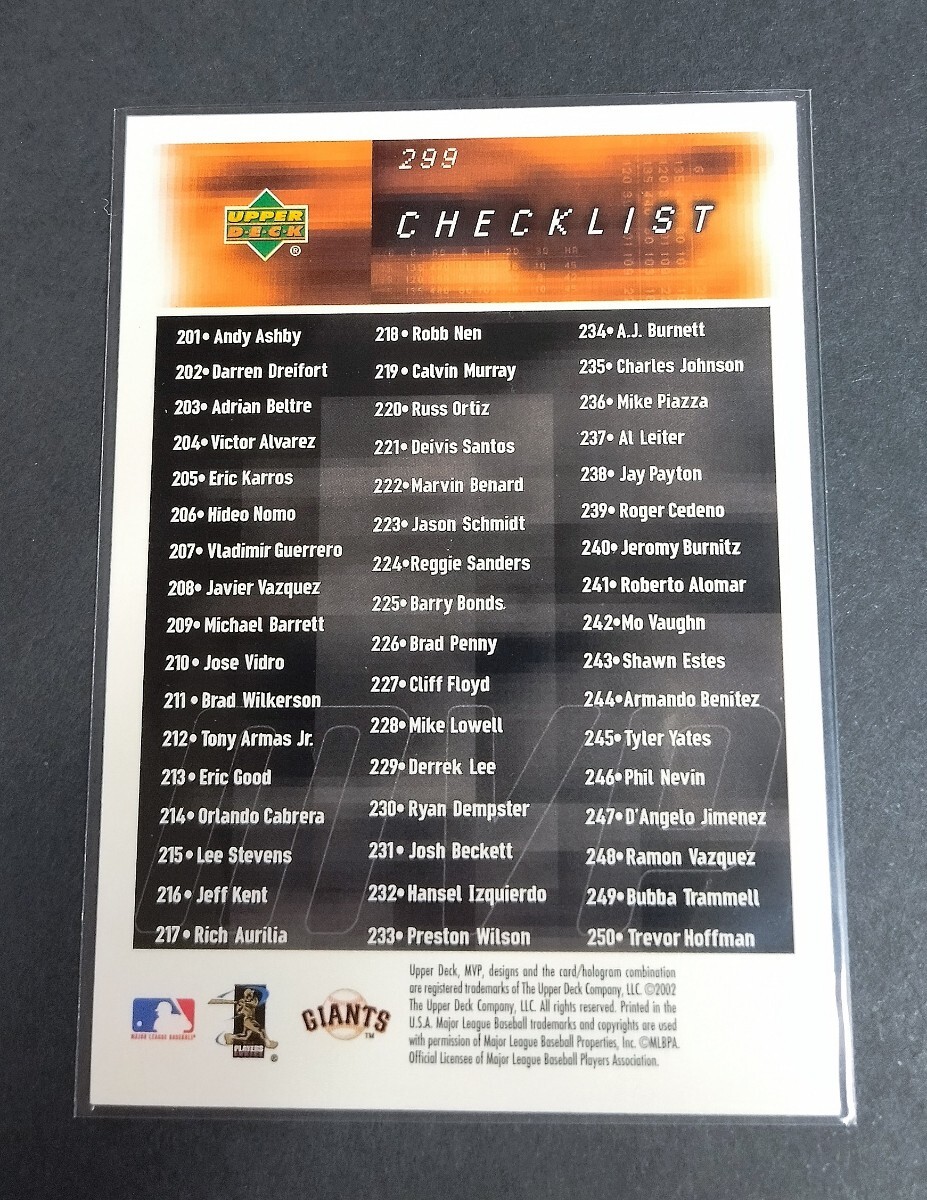 299
CHECKLIST
UPPER
D·E·C·K
®
201• Andy Ashby
202• Darren Dreifort
203• Adrian Beltre
204• Victor Alvarez
205• Eric Karros
206• Hideo Nomo
207• Vladimir Guerrero
208• Javier Vazquez
209• Michael Barrett
210• Jose Vidro
211• Brad Wilkerson
212• Tony Armas Jr.
213• Eric Good
214• Orlando Cabrera
215• Lee Stevens
216• Jeff Kent
217• Rich Aurilia
218• Robb Nen
219• Calvin Murray
220• Russ Ortiz
221• Deivis Santos
222• Marvin Benard
223• Jason Schmidt
224• Reggie Sanders
225• Barry Bonds
226• Brad Penny
227• Cliff Floyd
228• Mike Lowell
229• Derrek Lee
230• Ryan Dempster
231• Josh Beckett
232• Hansel Izquierdo
233• Preston Wilson
234• A.J. Burnett
235• Charles Johnson
236• Mike Piazza
237• Al Leiter
238• Jay Payton
239• Roger Cedeno
240• Jeromy Burnitz
241• Roberto Alomar
242• Mo Vaughn
243• Shawn Estes
244• Armando Benitez
245• Tyler Yates
246• Phil Nevin
247• D'Angelo Jimenez
248• Ramon Vazquez
249• Bubba Trammell
250• Trevor Hoffman
MVP
MAJOR LEAGUE BASEBALL®
PLAYERS
CHOICE
®
GIANTS
™
Upper Deck, MVP, designs and the card/hologram combination
are registered trademarks of The Upper Deck Company, LLC. ©2002
The Upper Deck Company, LLC. All rights reserved. Printed in the
U.S.A. Major League Baseball trademarks and copyrights are used
with permission of Major League Baseball Properties, Inc. ©MLBPA.
Official Licensee of Major League Baseball Players Association.